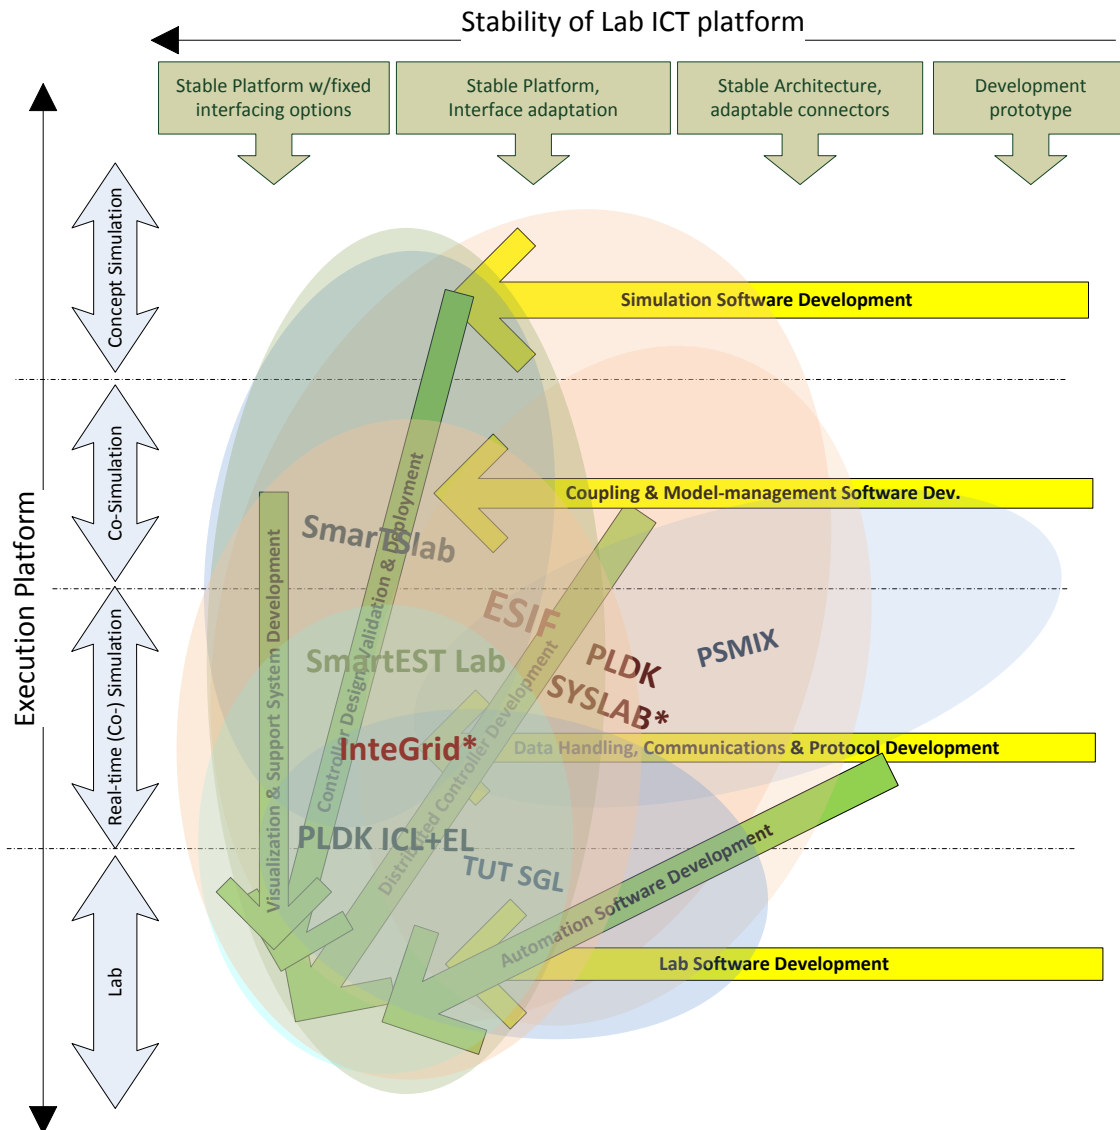 Stability of Lab ICT platform
Stable Platform w/fixed
interfacing options
Stable Platform,
Interface adaptation
Stable Architecture,
adaptable connectors
Development
prototype
Execution Platform
Concept Simulation
Co-Simulation
Real-time (Co-) Simulation
Lab
Simulation Software Development
Coupling & Model-management Software Dev.
Data Handling, Communications & Protocol Development
Lab Software Development
Visualization & Support System Development
Controller Design, Validation & Deployment
Distributed Controller Development
Automation Software Development
SmarTSlab
ESIF
SmartEST Lab
PLDK
SYSLAB*
PSMIX
InteGrid*
PLDK ICL+EL
TUT SGL